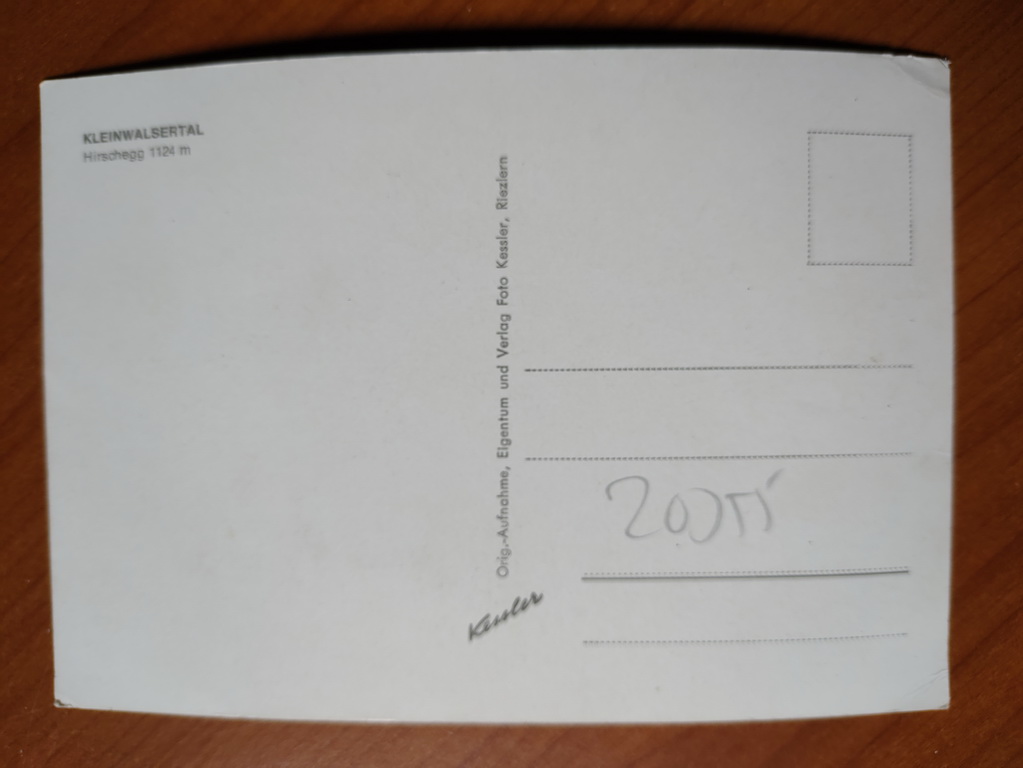 KLEINWALSERTAL
Hirschegg 1124 m
Orig.-Aufnahme, Eigentum und Verlag Foto Kessler, Riezlern
Kessler